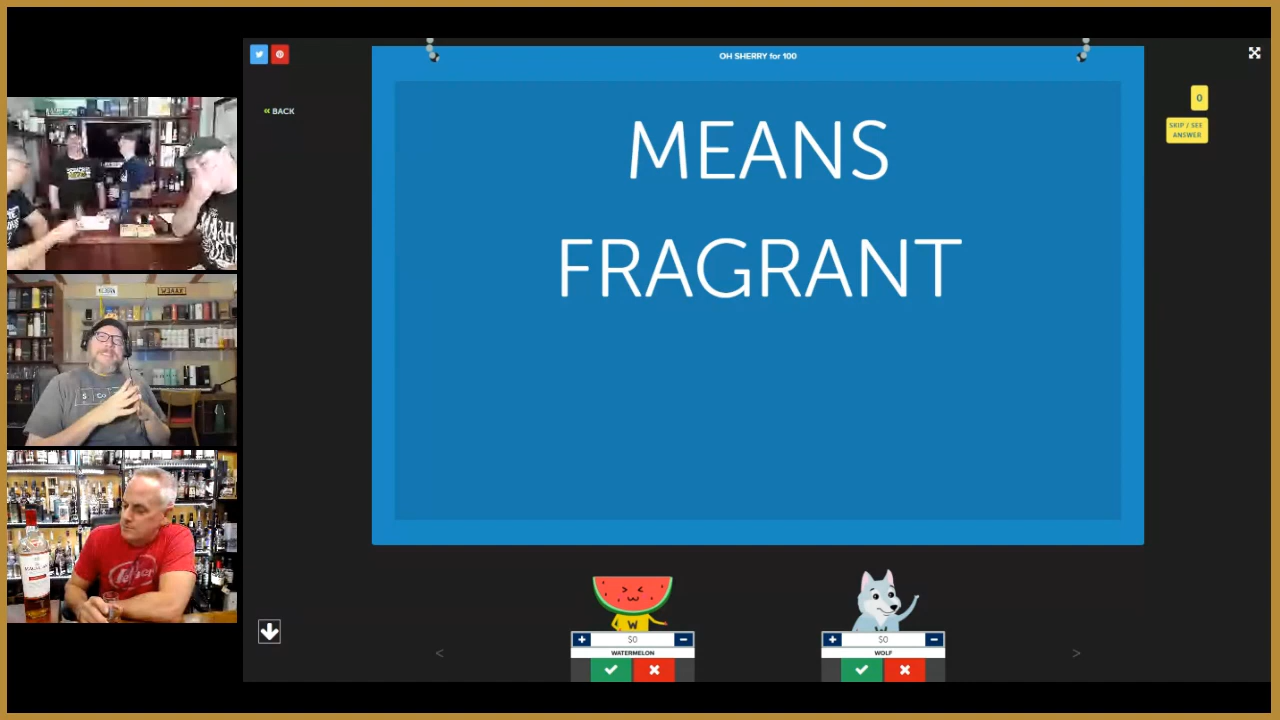 OH SHERRY for 100
« BACK
0
SKIP / SEE
ANSWER
MEANS
FRAGRANT
W
W
+ $0 −
+ $0 −
WATERMELON
WOLF
<
>